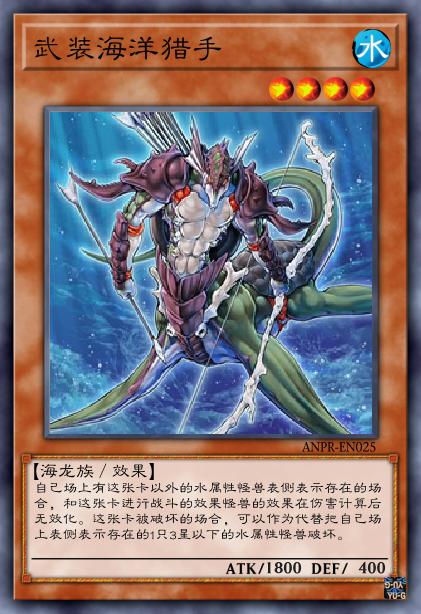 武装海洋猎手
水
ANPR-EN025
【海龙族/效果】
自己场上有这张卡以外的水属性怪兽表侧表示存在的场
合，和这张卡进行战斗的效果怪兽的效果在伤害计算后
无效化。这张卡被破坏的场合，可以作为代替把自己场
上表侧表示存在的1只3星以下的水属性怪兽破坏。
ATK/1800 DEF/ 400